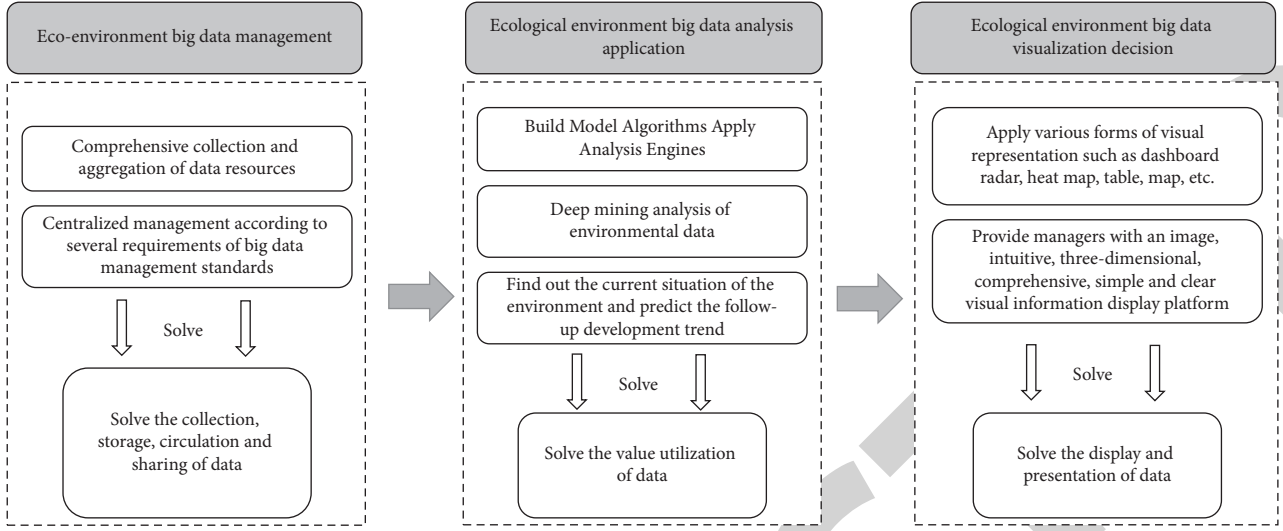 Eco-environment big data management
Comprehensive collection and
aggregation of data resources
Centralized management according to
several requirements of big data
management standards
Solve
Solve the collection,
storage, circulation and
sharing of data
Ecological environment big data analysis
application
Build Model Algorithms Apply
Analysis Engines
Deep mining analysis of
environmental data
Find out the current situation of the
environment and predict the follow-
up development trend
Solve
Solve the value utilization
of data
Ecological environment big data
visualization decision
Apply various forms of visual
representation such as dashboard
radar, heat map, table, map, etc.
Provide managers with an image,
intuitive, three-dimensional,
comprehensive, simple and clear
visual information display platform
Solve
Solve the display and
presentation of data